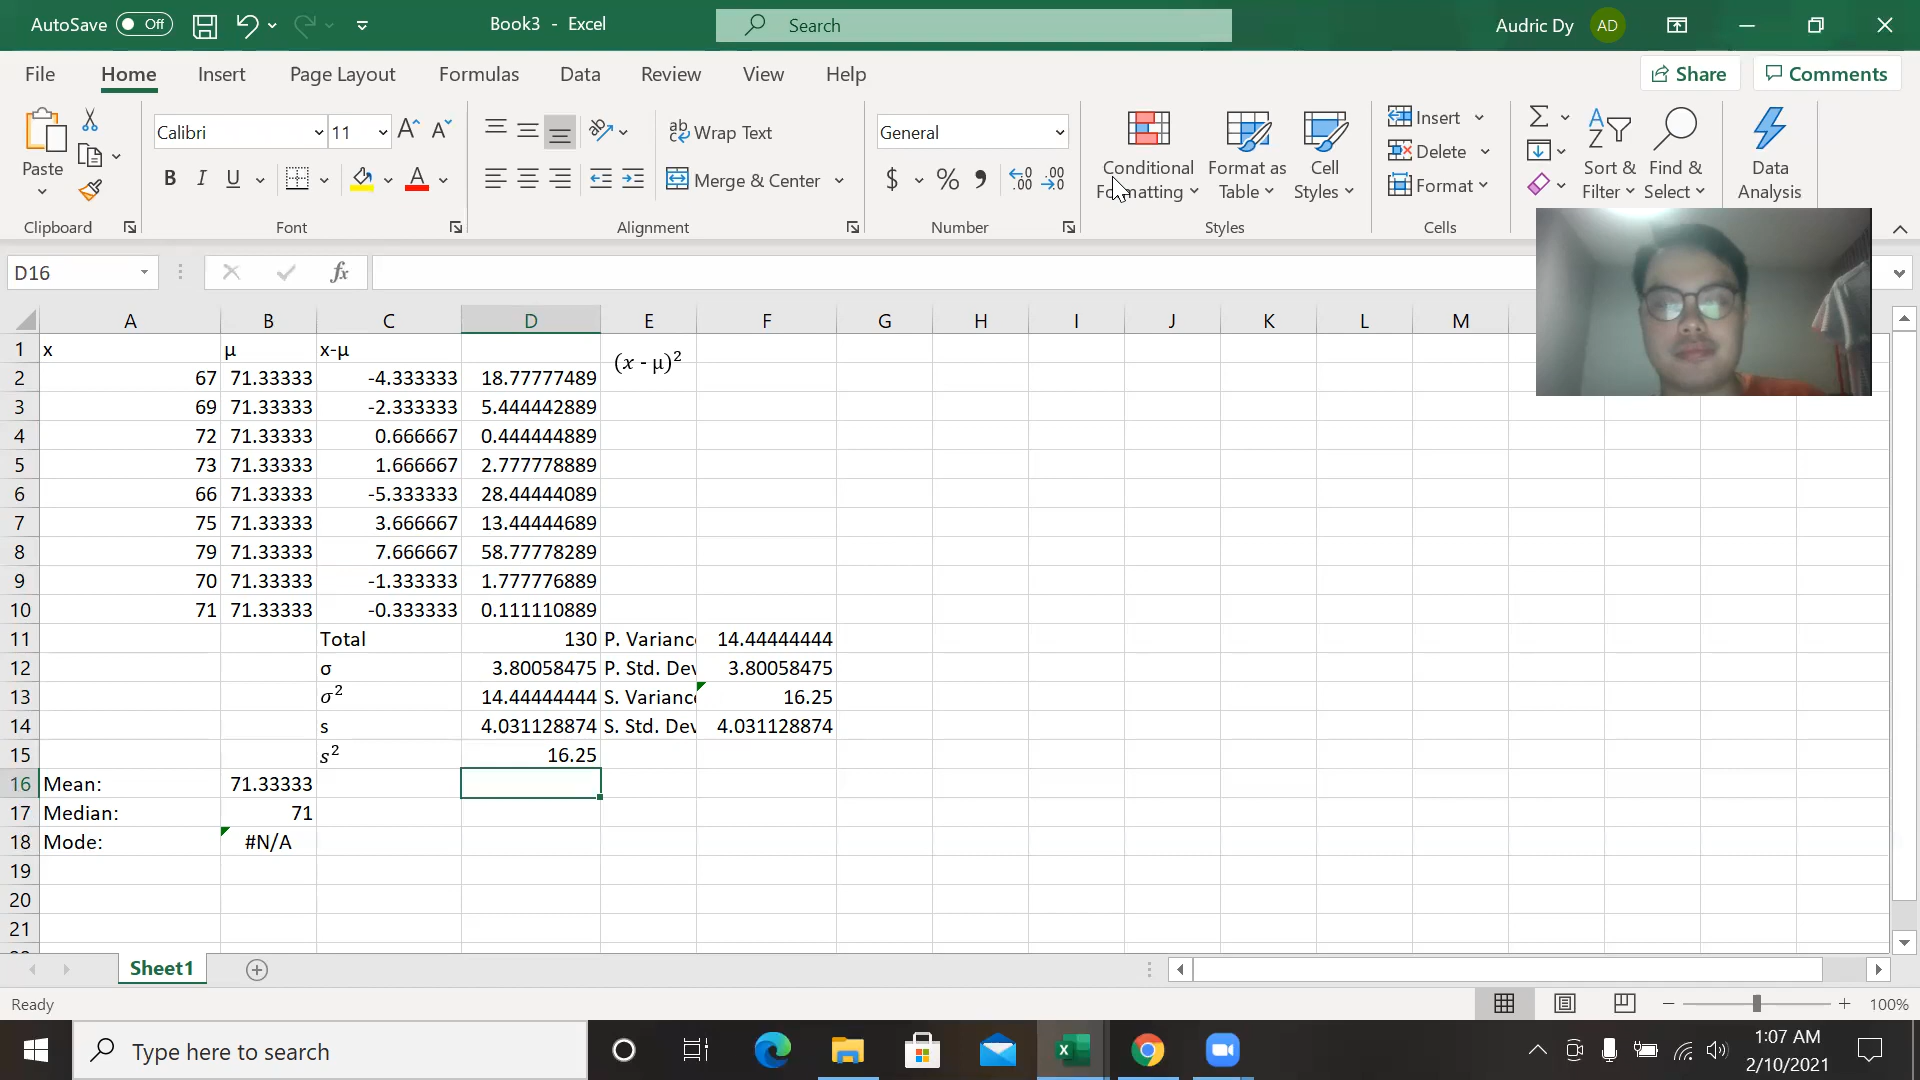 AutoSave Off Book3 - Excel Search Audric Dy AD
File Home Insert Page Layout Formulas Data Review View Help Share Comments
Paste Calibri 11 A A ab Wrap Text General Conditional Formatting Format as Table Cell Styles Insert Delete Format Sort & Filter Find & Select Data Analysis
B I U A Merge & Center $ % , .00
Clipboard Font Alignment Number Styles Cells
D16 fx
A B C D E F G H I J K L M
1 x μ x-μ (x - μ)²
2 67 71.33333 -4.333333 18.77777489
3 69 71.33333 -2.333333 5.444442889
4 72 71.33333 0.666667 0.444444889
5 73 71.33333 1.666667 2.777778889
6 66 71.33333 -5.333333 28.44444089
7 75 71.33333 3.666667 13.44444689
8 79 71.33333 7.666667 58.77778289
9 70 71.33333 -1.333333 1.777776889
10 71 71.33333 -0.333333 0.111110889
11 Total 130 P. Varianc 14.44444444
12 σ 3.80058475 P. Std. Dev 3.80058475
13 σ² 14.44444444 S. Varianc 16.25
14 s 4.031128874 S. Std. Dev 4.031128874
15 s² 16.25
16 Mean: 71.33333
17 Median: 71
18 Mode: #N/A
19
20
21
Sheet1
Ready 100%
Type here to search 1:07 AM
2/10/2021